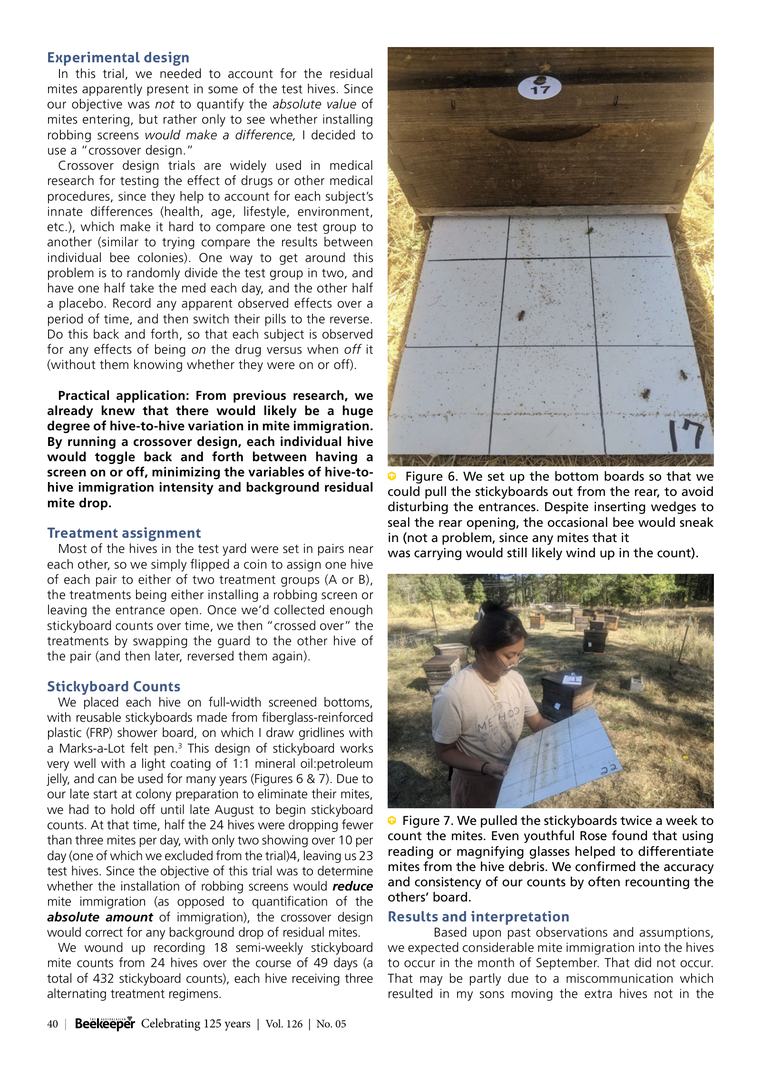 Experimental design
In this trial, we needed to account for the residual
mites apparently present in some of the test hives. Since
our objective was not to quantify the absolute value of
mites entering, but rather only to see whether installing
robbing screens would make a difference, I decided to
use a “crossover design.”
Crossover design trials are widely used in medical
research for testing the effect of drugs or other medical
procedures, since they help to account for each subject’s
innate differences (health, age, lifestyle, environment,
etc.), which make it hard to compare one test group to
another (similar to trying compare the results between
individual bee colonies). One way to get around this
problem is to randomly divide the test group in two, and
have one half take the med each day, and the other half
a placebo. Record any apparent observed effects over a
period of time, and then switch their pills to the reverse.
Do this back and forth, so that each subject is observed
for any effects of being on the drug versus when off it
(without them knowing whether they were on or off).
Practical application: From previous research, we
already knew that there would likely be a huge
degree of hive-to-hive variation in mite immigration.
By running a crossover design, each individual hive
would toggle back and forth between having a
screen on or off, minimizing the variables of hive-to-
hive immigration intensity and background residual
mite drop.
Treatment assignment
Most of the hives in the test yard were set in pairs near
each other, so we simply flipped a coin to assign one hive
of each pair to either of two treatment groups (A or B),
the treatments being either installing a robbing screen or
leaving the entrance open. Once we’d collected enough
stickyboard counts over time, we then “crossed over” the
treatments by swapping the guard to the other hive of
the pair (and then later, reversed them again).
Stickyboard Counts
We placed each hive on full-width screened bottoms,
with reusable stickyboards made from fiberglass-reinforced
plastic (FRP) shower board, on which I draw gridlines with
a Marks-a-Lot felt pen.3 This design of stickyboard works
very well with a light coating of 1:1 mineral oil:petroleum
jelly, and can be used for many years (Figures 6 & 7). Due to
our late start at colony preparation to eliminate their mites,
we had to hold off until late August to begin stickyboard
counts. At that time, half the 24 hives were dropping fewer
than three mites per day, with only two showing over 10 per
day (one of which we excluded from the trial)4, leaving us 23
test hives. Since the objective of this trial was to determine
whether the installation of robbing screens would reduce
mite immigration (as opposed to quantification of the
absolute amount of immigration), the crossover design
would correct for any background drop of residual mites.
We wound up recording 18 semi-weekly stickyboard
mite counts from 24 hives over the course of 49 days (a
total of 432 stickyboard counts), each hive receiving three
alternating treatment regimens.
17
17
Figure 6. We set up the bottom boards so that we
could pull the stickyboards out from the rear, to avoid
disturbing the entrances. Despite inserting wedges to
seal the rear opening, the occasional bee would sneak
in (not a problem, since any mites that it
was carrying would still likely wind up in the count).
METHOD
22
Figure 7. We pulled the stickyboards twice a week to
count the mites. Even youthful Rose found that using
reading or magnifying glasses helped to differentiate
mites from the hive debris. We confirmed the accuracy
and consistency of our counts by often recounting the
others’ board.
Results and interpretation
Based upon past observations and assumptions,
we expected considerable mite immigration into the hives
to occur in the month of September. That did not occur.
That may be partly due to a miscommunication which
resulted in my sons moving the extra hives not in the
40 | Beekeeper Celebrating 125 years | Vol. 126 | No. 05